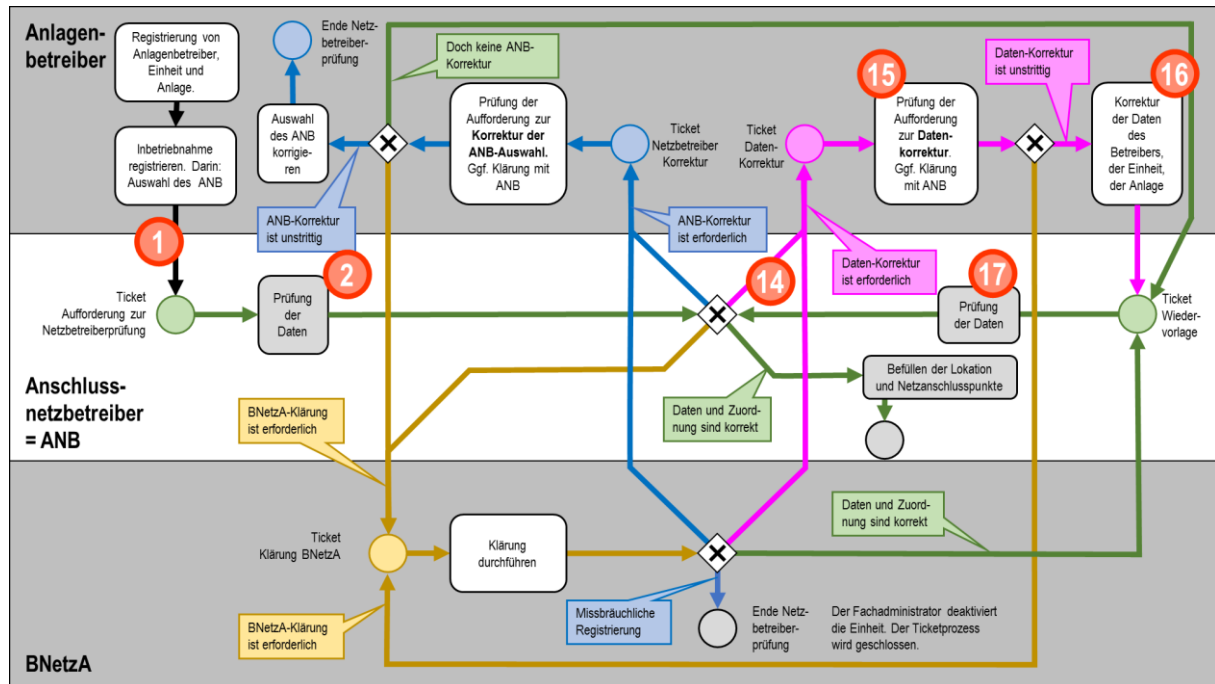 Anlagen-
betreiber
Registrierung von
Anlagenbetreiber,
Einheit und
Anlage.
Inbetriebnahme
registrieren. Darin:
Auswahl des ANB
1
Ende Netz-
betreiber-
prüfung
Auswahl
des ANB
korrigie-
ren
ANB-Korrektur
ist unstrittig
Doch keine ANB-
Korrektur
Prüfung der
Aufforderung zur
Korrektur der
ANB-Auswahl.
Ggf. Klärung mit
ANB
Ticket
Netzbetreiber
Korrektur
ANB-Korrektur
ist erforderlich
Ticket
Daten-
Korrektur
Daten-Korrektur
ist erforderlich
15
Prüfung der
Aufforderung
zur Daten-
korrektur.
Ggf. Klärung
mit ANB
Daten-Korrektur
ist unstrittig
16
Korrektur
der Daten
des
Betreibers,
der Einheit,
der Anlage
Ticket
Aufforderung zur
Netzbetreiberprüfung
2
Prüfung
der
Daten
14
17
Prüfung
der Daten
Ticket
Wieder-
vorlage
Anschluss-
netzbetreiber
= ANB
BNetzA-Klärung
ist erforderlich
Daten und Zuord-
nung sind korrekt
Befüllen der Lokation
und Netzanschlusspunkte
Ticket
Klärung BNetzA
Klärung
durchführen
Daten und Zuord-
nung sind korrekt
BNetzA-Klärung
ist erforderlich
Missbräuchliche
Registrierung
Ende Netz-
betreiber-
prüfung
Der Fachadministrator deaktiviert
die Einheit. Der Ticketprozess
wird geschlossen.
BNetzA